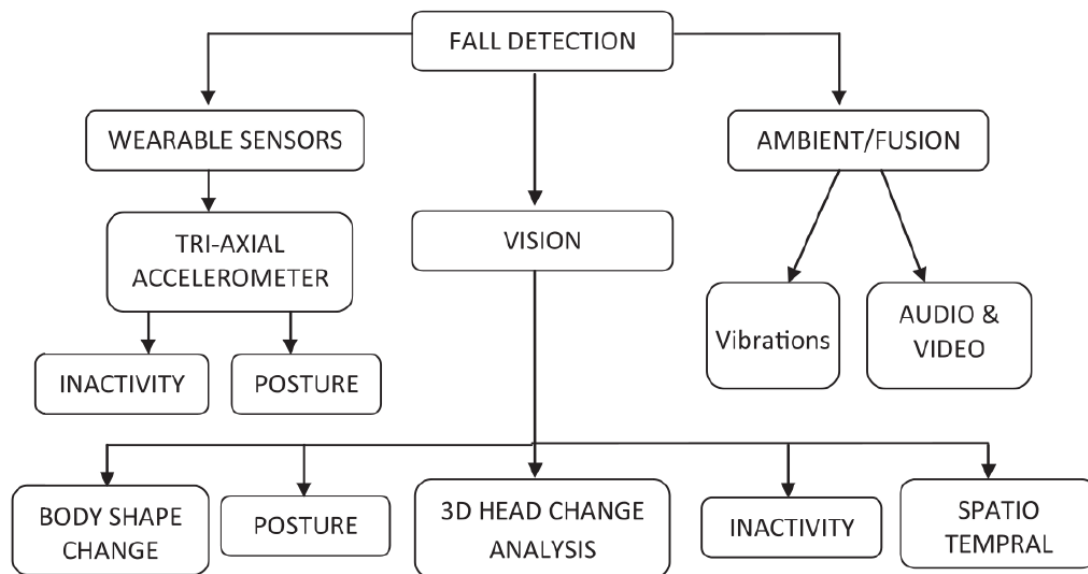 FALL DETECTION
WEARABLE SENSORS
AMBIENT/FUSION
TRI-AXIAL
ACCELEROMETER
VISION
Vibrations
AUDIO &
VIDEO
INACTIVITY
POSTURE
BODY SHAPE
CHANGE
POSTURE
3D HEAD CHANGE
ANALYSIS
INACTIVITY
SPATIO
TEMPRAL